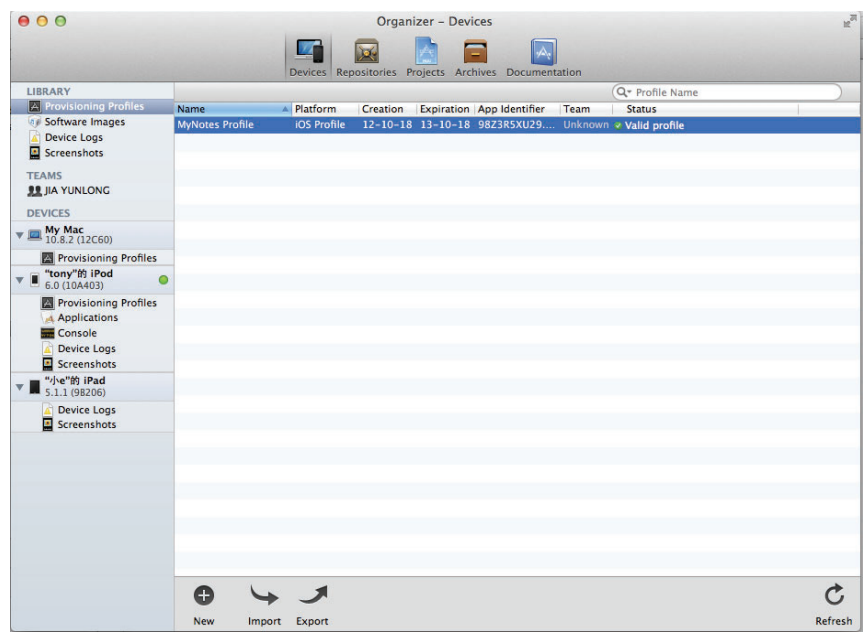 Organizer – Devices
Devices Repositories Projects Archives Documentation
LIBRARY
Provisioning Profiles
Software Images
Device Logs
Screenshots
TEAMS
JIA YUNLONG
DEVICES
My Mac
10.8.2 (12C60)
Provisioning Profiles
"tony"的 iPod
6.0 (10A403)
Provisioning Profiles
Applications
Console
Device Logs
Screenshots
"小e"的 iPad
5.1.1 (9B206)
Device Logs
Screenshots
Profile Name
Name Platform Creation Expiration App Identifier Team Status
MyNotes Profile iOS Profile 12-10-18 13-10-18 98Z3R5XU29.... Unknown Valid profile
New Import Export Refresh